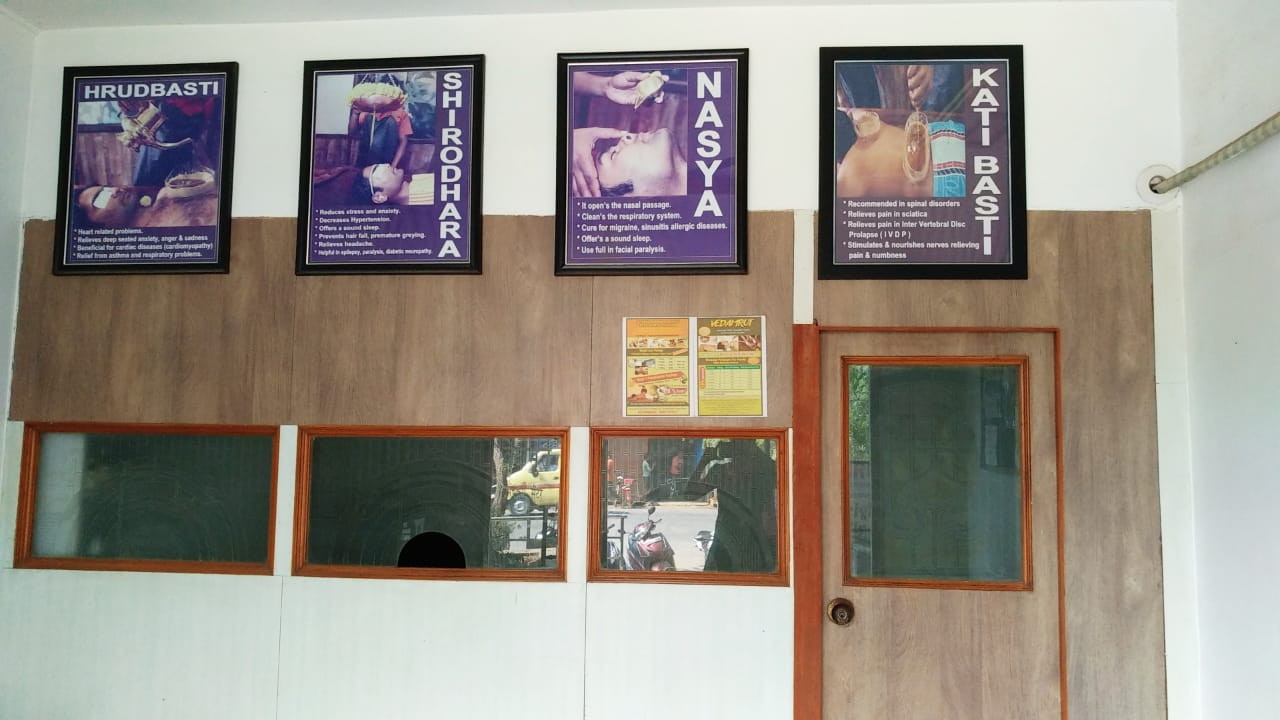 HRUDBASTI
* Heart related problems.
* Relieves deep seated anxiety, anger & sadness
* Beneficial for cardiac diseases (cardiomyopathy)
* Relief from asthma and respiratory problems.
SHIRODHARA
* Reduces stress and anxiety.
* Decreases Hypertension.
* Offers a sound sleep.
* Prevents hair fall, premature greying.
* Relieves headache.
* Helpful in epilepsy, paralysis, diabetic neuropathy.
NASYA
* It open's the nasal passage.
* Clean's the respiratory system.
* Cure for migraine, sinusitis allergic diseases.
* Offer's a sound sleep.
* Use full in facial paralysis.
KATI BASTI
* Recommended in spinal disorders
* Relieves pain in sciatica
* Relieves pain in Inter Vertebral Disc
Prolapse ( I V D P )
* Stimulates & nourishes nerves relieving
pain & numbness
VEDAMRUT